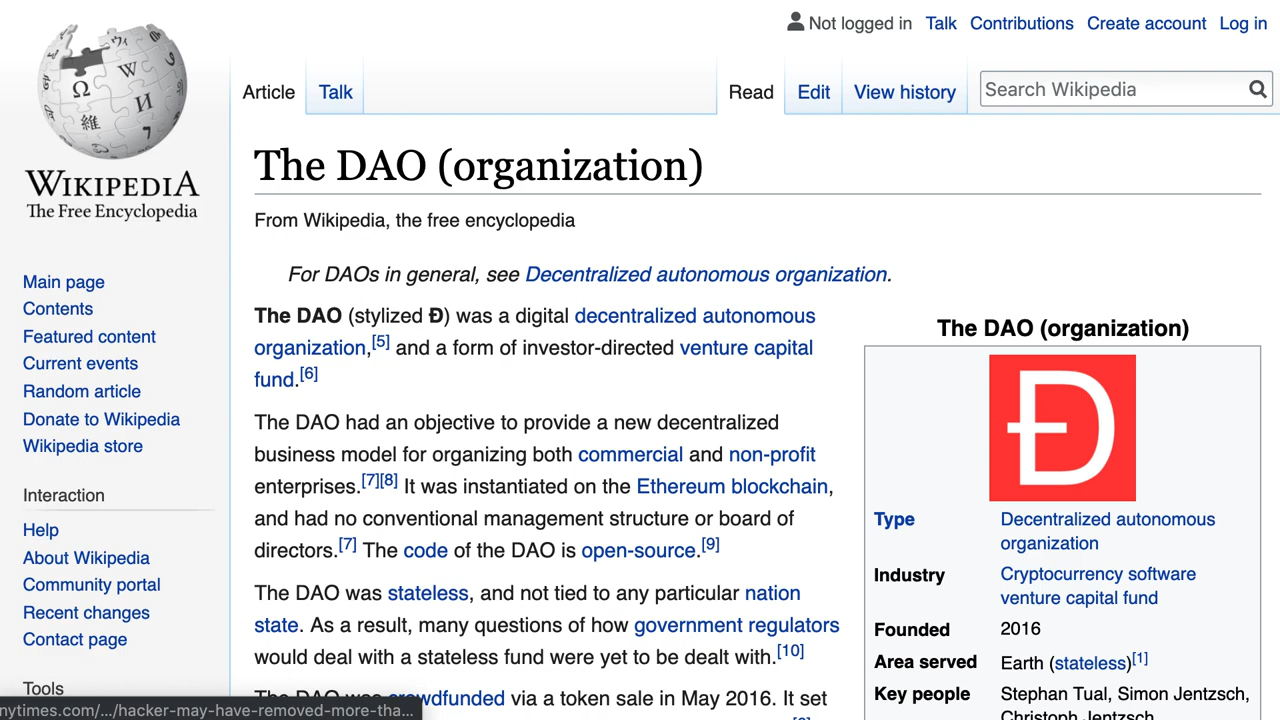 Not logged in Talk Contributions Create account Log in
Article Talk Read Edit View history Search Wikipedia
WIKIPEDIA
The Free Encyclopedia
Main page
Contents
Featured content
Current events
Random article
Donate to Wikipedia
Wikipedia store
Interaction
Help
About Wikipedia
Community portal
Recent changes
Contact page
Tools
The DAO (organization)
From Wikipedia, the free encyclopedia
For DAOs in general, see Decentralized autonomous organization.
The DAO (stylized Đ) was a digital decentralized autonomous
organization,[5] and a form of investor-directed venture capital
fund.[6]
The DAO had an objective to provide a new decentralized
business model for organizing both commercial and non-profit
enterprises.[7][8] It was instantiated on the Ethereum blockchain,
and had no conventional management structure or board of
directors.[7] The code of the DAO is open-source.[9]
The DAO was stateless, and not tied to any particular nation
state. As a result, many questions of how government regulators
would deal with a stateless fund were yet to be dealt with.[10]
The DAO was crowdfunded via a token sale in May 2016. It set
The DAO (organization)
Đ
Type Decentralized autonomous
organization
Industry Cryptocurrency software
venture capital fund
Founded 2016
Area served Earth (stateless)[1]
Key people Stephan Tual, Simon Jentzsch,
Christoph Jentzsch
nytimes.com/.../hacker-may-have-removed-more-tha...